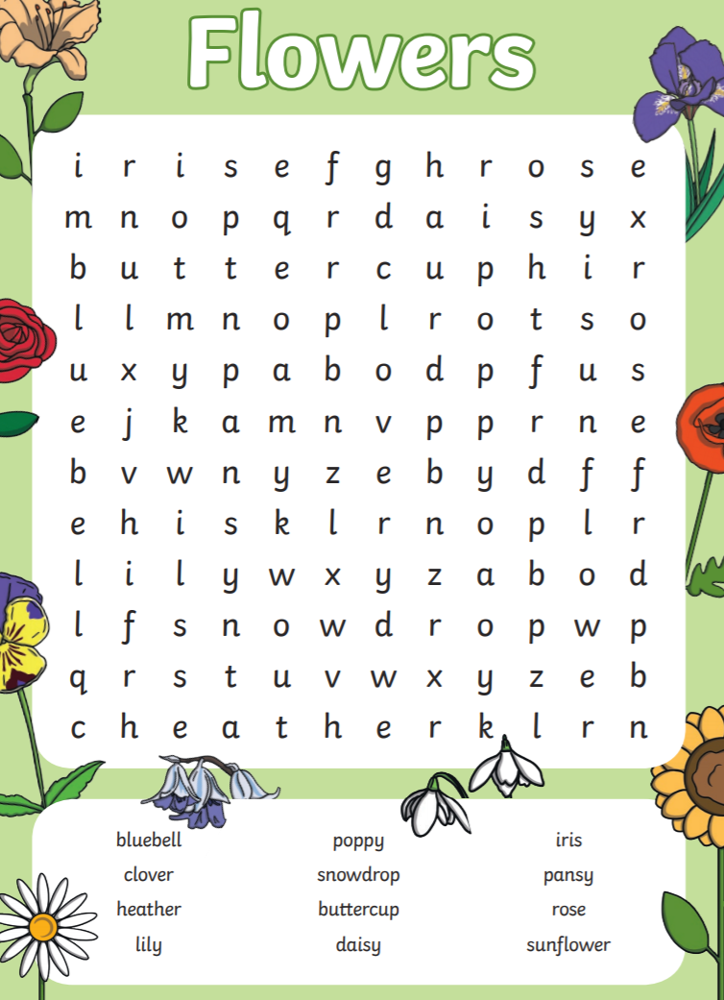 Flowers
i r i s e f g h r o s e
m n o p q r d a i s y x
b u t t e r c u p h i r
l l m n o p l r o t s o
u x y p a b o d p f u s
e j k a m n v p p r n e
b v w n y z e b y d f f
e h i s k l r n o p l r
l i l y w x y z a b o d
l f s n o w d r o p w p
q r s t u v w x y z e b
c h e a t h e r k l r n
bluebell poppy iris
clover snowdrop pansy
heather buttercup rose
lily daisy sunflower